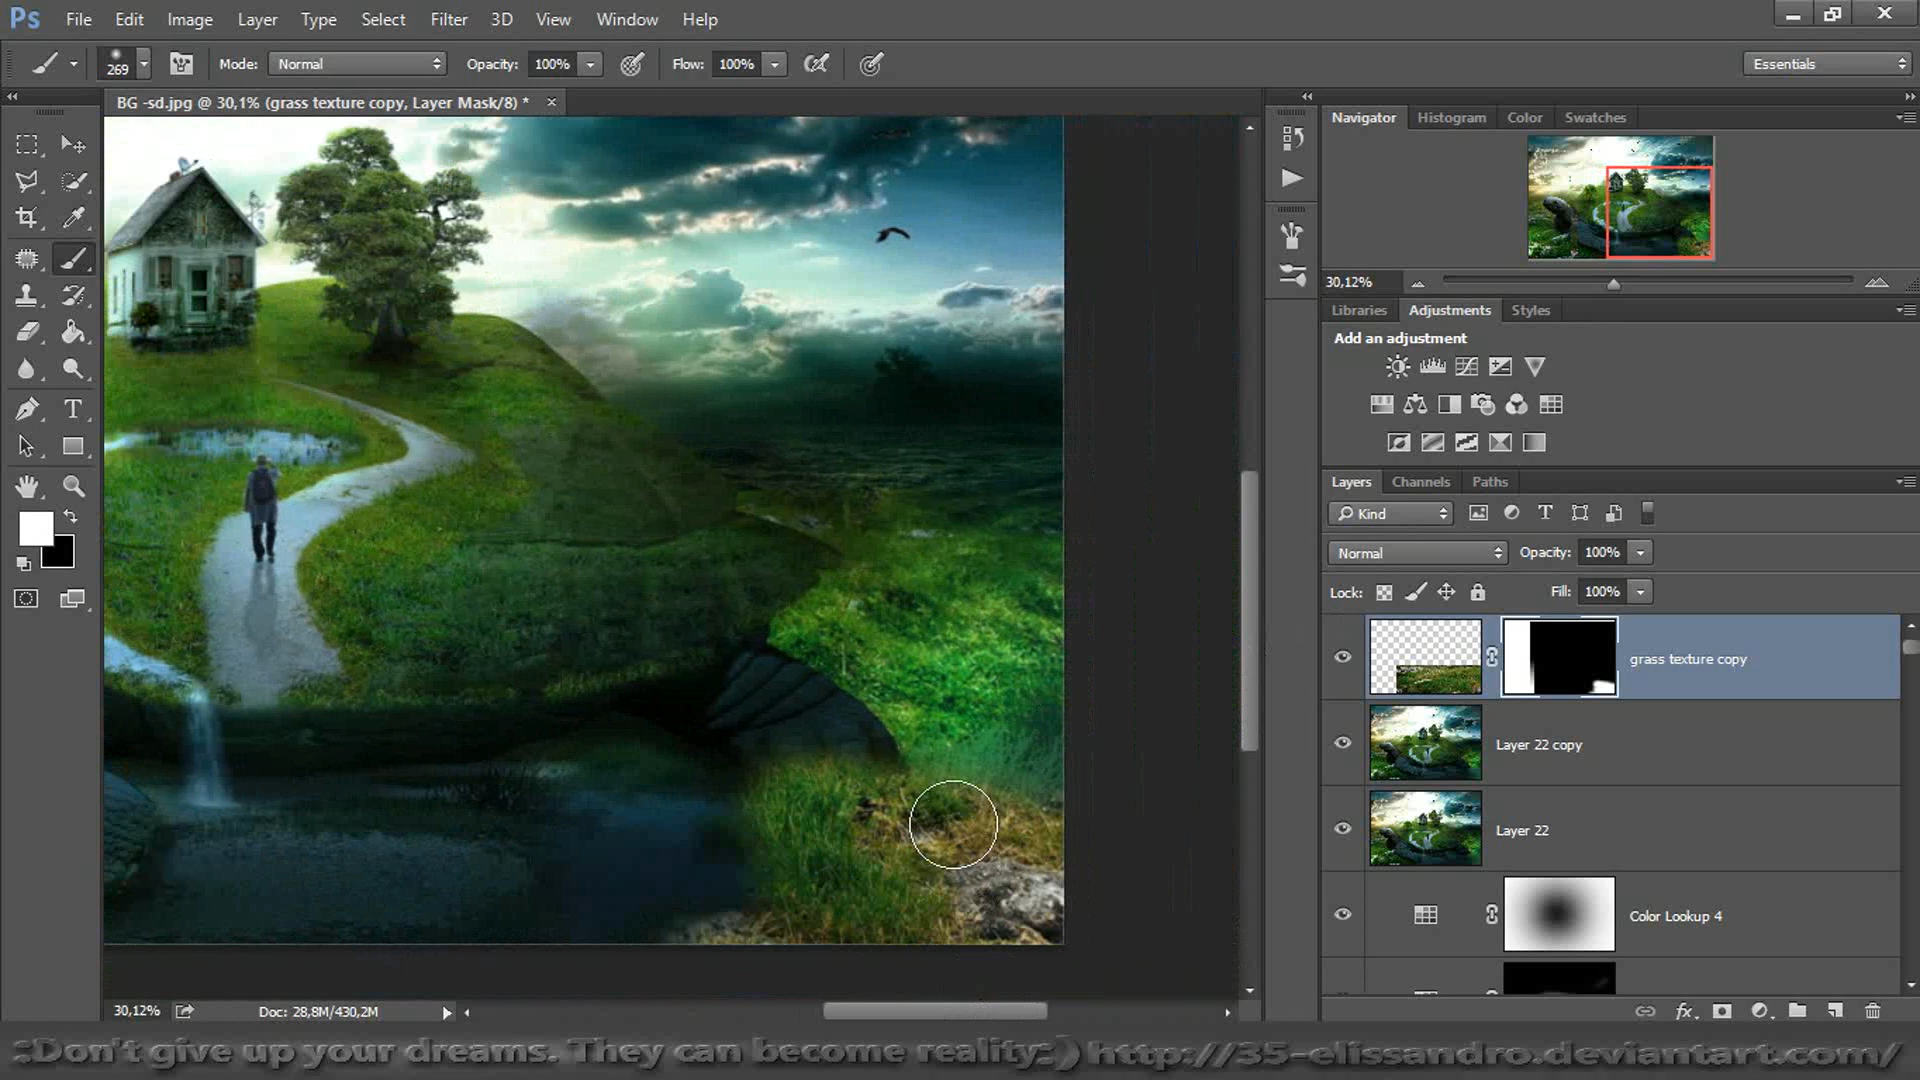 Ps File Edit Image Layer Type Select Filter 3D View Window Help
269 Mode: Normal Opacity: 100% Flow: 100% Essentials
BG -sd.jpg @ 30,1% (grass texture copy, Layer Mask/8) *
Navigator Histogram Color Swatches
30,12%
Libraries Adjustments Styles
Add an adjustment
Layers Channels Paths
Kind
Normal Opacity: 100%
Lock: Fill: 100%
grass texture copy
Layer 22 copy
Layer 22
Color Lookup 4
30,12% Doc: 28,8M/430,2M
fx
.:Don't give up your dreams. They can become reality:.) http://35-elissandro.deviantart.com/